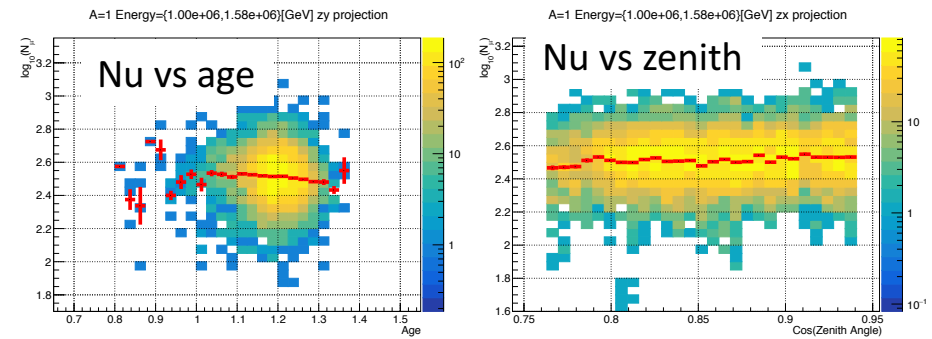 A=1 Energy={1.00e+06,1.58e+06}[GeV] zy projection
log10(Nμ)
Nu vs age
3.2
3
2.8
2.6
2.4
2.2
2
1.8
0.7 0.8 0.9 1 1.1 1.2 1.3 1.4 1.5
Age
10²
10
1
A=1 Energy={1.00e+06,1.58e+06}[GeV] zx projection
log10(Nμ)
Nu vs zenith
3.2
3
2.8
2.6
2.4
2.2
2
1.8
1.6
0.75 0.8 0.85 0.9 0.95
Cos(Zenith Angle)
10
1
10⁻¹